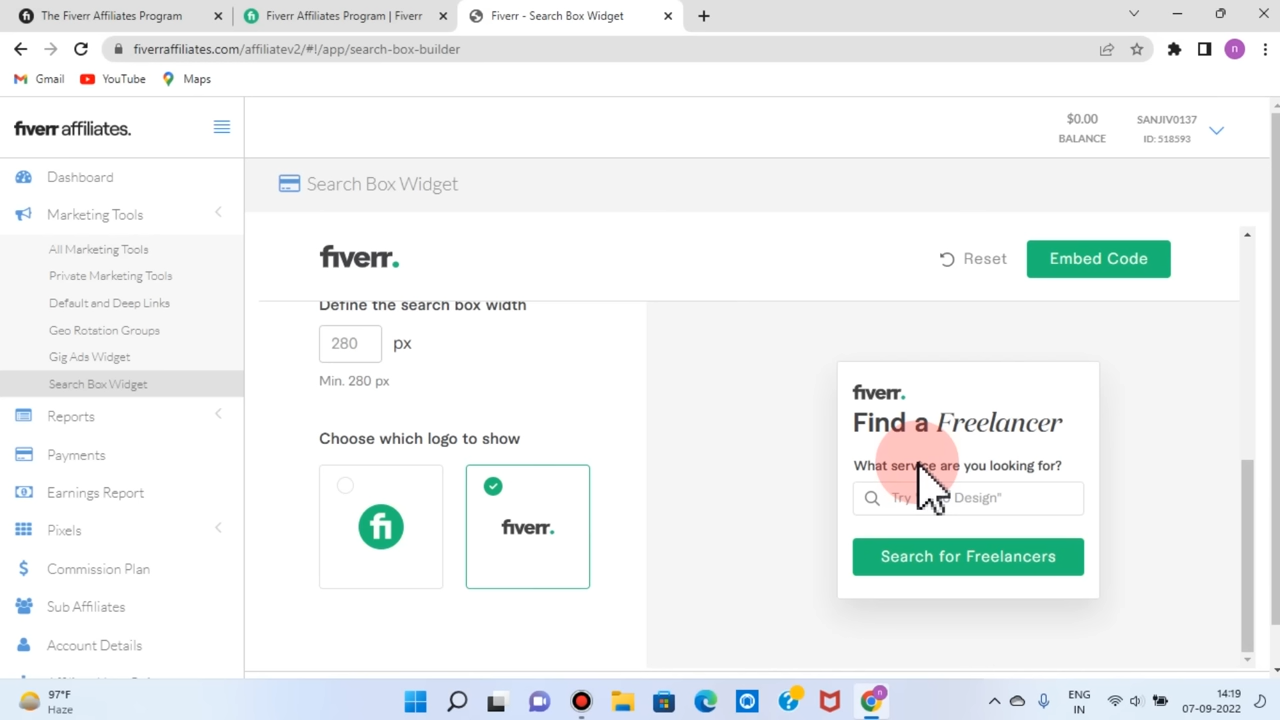 The Fiverr Affiliates Program
Fiverr Affiliates Program | Fiverr
Fiverr - Search Box Widget
fiverraffiliates.com/affiliatev2/#!/app/search-box-builder
n
Gmail
YouTube
Maps
fiverr affiliates.
$0.00
BALANCE
SANJIV0137
ID: 518593
Dashboard
Marketing Tools
All Marketing Tools
Private Marketing Tools
Default and Deep Links
Geo Rotation Groups
Gig Ads Widget
Search Box Widget
Reports
Payments
Earnings Report
Pixels
Commission Plan
Sub Affiliates
Account Details
Search Box Widget
fiverr.
Reset
Embed Code
Define the search box width
280 px
Min. 280 px
Choose which logo to show
fi
fiverr.
fiverr.
Find a Freelancer
What service are you looking for?
Try Design"
Search for Freelancers
97°F
Haze
ENG
IN
14:19
07-09-2022